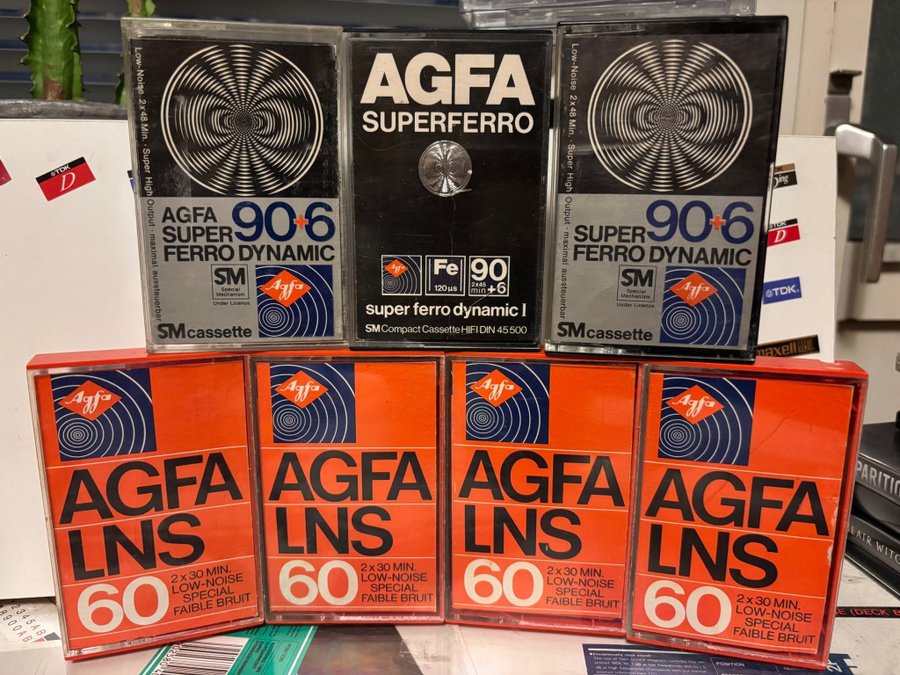 Low-Noise 2x48 Min. · Super High Output · maximal aussteuerbar
AGFA
SUPER 90+6
FERRO DYNAMIC
SM
Special
Mechanism
Under Licence
Agfa
SM cassette
AGFA
SUPERFERRO
Agfa
Fe
120 µs
90
2x45
min +6
super ferro dynamic I
SM Compact Cassette HIFI DIN 45 500
Low-Noise 2x48 Min. · Super High Output · maximal aussteuerbar
90+6
SUPER
FERRO DYNAMIC
SM
Special
Mechanism
Under Licence
Agfa
SM cassette
TDK
D
TDK
D
TDK
maxell
Agfa
AGFA
LNS
60
2 x 30 MIN.
LOW-NOISE
SPECIAL
FAIBLE BRUIT
Agfa
AGFA
LNS
60
2 x 30 MIN.
LOW-NOISE
SPECIAL
FAIBLE BRUIT
Agfa
AGFA
LNS
60
2 x 30 MIN.
LOW-NOISE
SPECIAL
FAIBLE BRUIT
Agfa
AGFA
LNS
60
2 x 30 MIN.
LOW-NOISE
SPECIAL
FAIBLE BRUIT
PARITI
LAIR WITC
(DECK B
POSITION